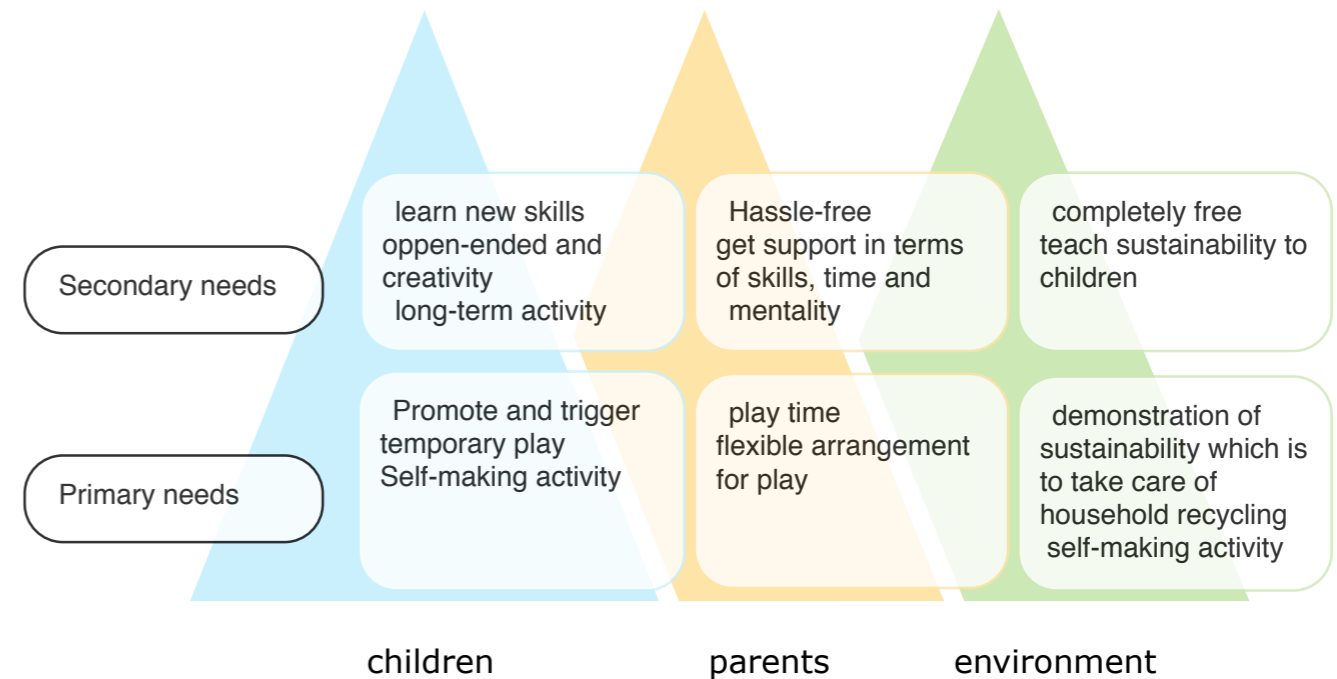 Secondary needs
learn new skills
oppen-ended and
creativity
long-term activity
Hassle-free
get support in terms
of skills, time and
mentality
completely free
teach sustainability to
children
Primary needs
Promote and trigger
temporary play
Self-making activity
play time
flexible arrangement
for play
demonstration of
sustainability which is
to take care of
household recycling
self-making activity
children
parents
environment